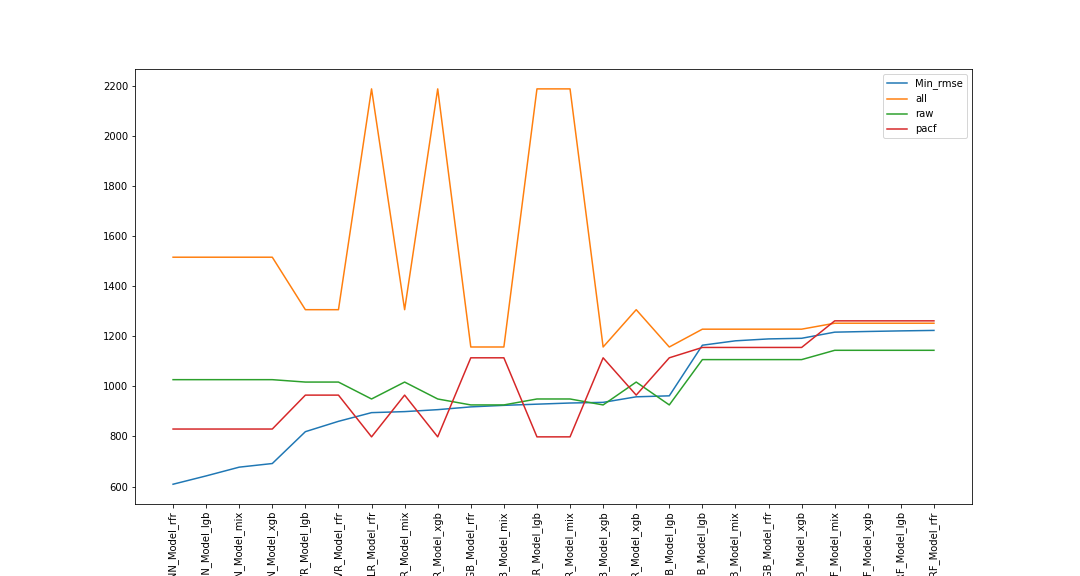 2200
2000
1800
1600
1400
1200
1000
800
600
Min_rmse
all
raw
pacf
NN_Model_rfr
N_Model_lgb
N_Model_mix
N_Model_xgb
R_Model_lgb
VR_Model_rfr
LR_Model_rfr
R_Model_mix
R_Model_xgb
GB_Model_rfr
B_Model_mix
R_Model_lgb
R_Model_mix
B_Model_xgb
R_Model_xgb
B_Model_lgb
B_Model_lgb
B_Model_mix
GB_Model_rfr
B_Model_xgb
F_Model_mix
F_Model_xgb
RF_Model_lgb
RF_Model_rfr